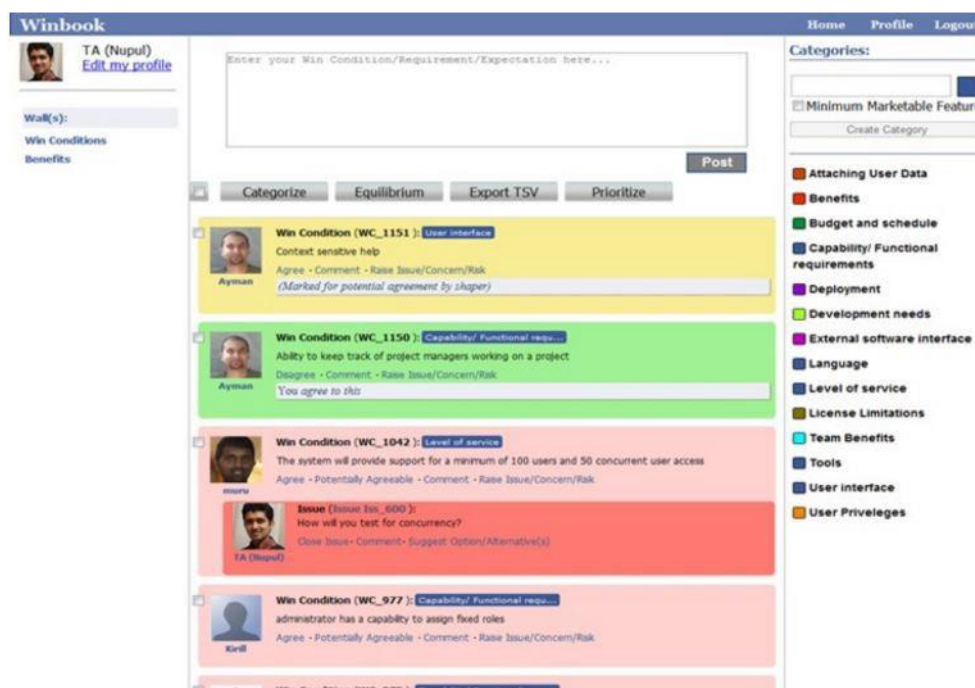 Winbook
Home Profile Logout
TA (Nupul)
Edit my profile
Wall(s):
Win Conditions
Benefits
Enter your Win Condition/Requirement/Expectation here...
Post
Categorize Equilibrium Export TSV Prioritize
Win Condition (WC_1151 ): User interface
Context sensitive help
Agree - Comment - Raise Issue/Concern/Risk
(Marked for potential agreement by shaper)
Ayman
Win Condition (WC_1150 ): Capability/ Functional requ...
Ability to keep track of project managers working on a project
Disagree - Comment - Raise Issue/Concern/Risk
You agree to this
Ayman
Win Condition (WC_1042 ): Level of service
The system will provide support for a minimum of 100 users and 50 concurrent user access
Agree - Potentially Agreeable - Comment - Raise Issue/Concern/Risk
muru
Issue (Issue Iss_600 ):
How will you test for concurrency?
Close Issue- Comment- Suggest Option/Alternative(s)
TA (Nupul)
Win Condition (WC_977 ): Capability/ Functional requ...
administrator has a capability to assign fixed roles
Agree - Potentially Agreeable - Comment - Raise Issue/Concern/Risk
Kirill
Categories:
Minimum Marketable Featur
Create Category
Attaching User Data
Benefits
Budget and schedule
Capability/ Functional
requirements
Deployment
Development needs
External software interface
Language
Level of service
License Limitations
Team Benefits
Tools
User interface
User Priveleges